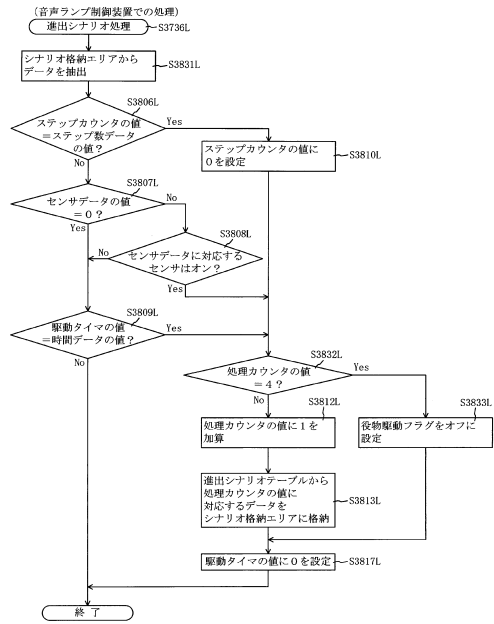 (音声ランプ制御装置での処理)
進出シナリオ処理
S3736L
シナリオ格納エリアから
データを抽出
S3831L
S3806L
ステップカウンタの値
=ステップ数データ
の値?
Yes
No
ステップカウンタの値に
0を設定
S3810L
S3807L
センサデータの値
=0?
No
Yes
S3808L
センサデータに対応する
センサはオン?
No
Yes
S3809L
駆動タイマの値
=時間データの値?
Yes
No
S3832L
処理カウンタの値
=4?
Yes
No
S3812L
処理カウンタの値に1を
加算
S3833L
役物駆動フラグをオフに
設定
進出シナリオテーブルから
処理カウンタの値に
対応するデータを
シナリオ格納エリアに格納
S3813L
駆動タイマの値に0を設定
S3817L
終了